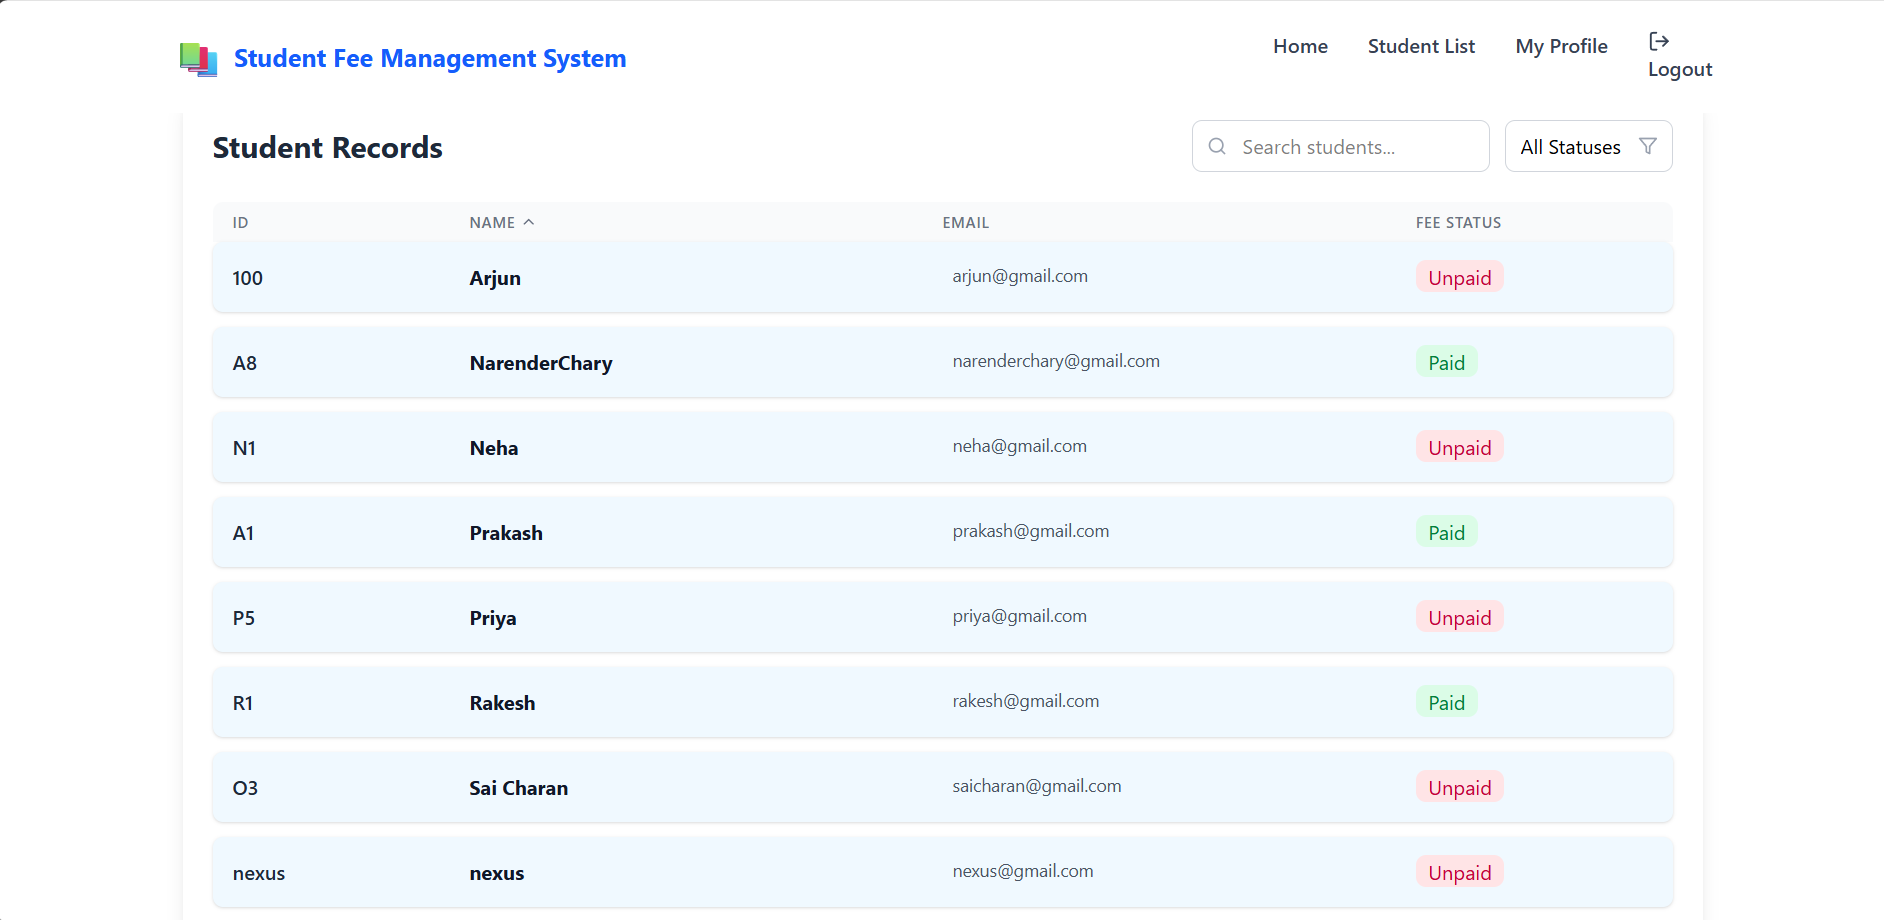 Student Fee Management System
Home Student List My Profile Logout
Student Records
Search students...
All Statuses
ID NAME EMAIL FEE STATUS
100 Arjun arjun@gmail.com Unpaid
A8 NarenderChary narenderchary@gmail.com Paid
N1 Neha neha@gmail.com Unpaid
A1 Prakash prakash@gmail.com Paid
P5 Priya priya@gmail.com Unpaid
R1 Rakesh rakesh@gmail.com Paid
O3 Sai Charan saicharan@gmail.com Unpaid
nexus nexus nexus@gmail.com Unpaid